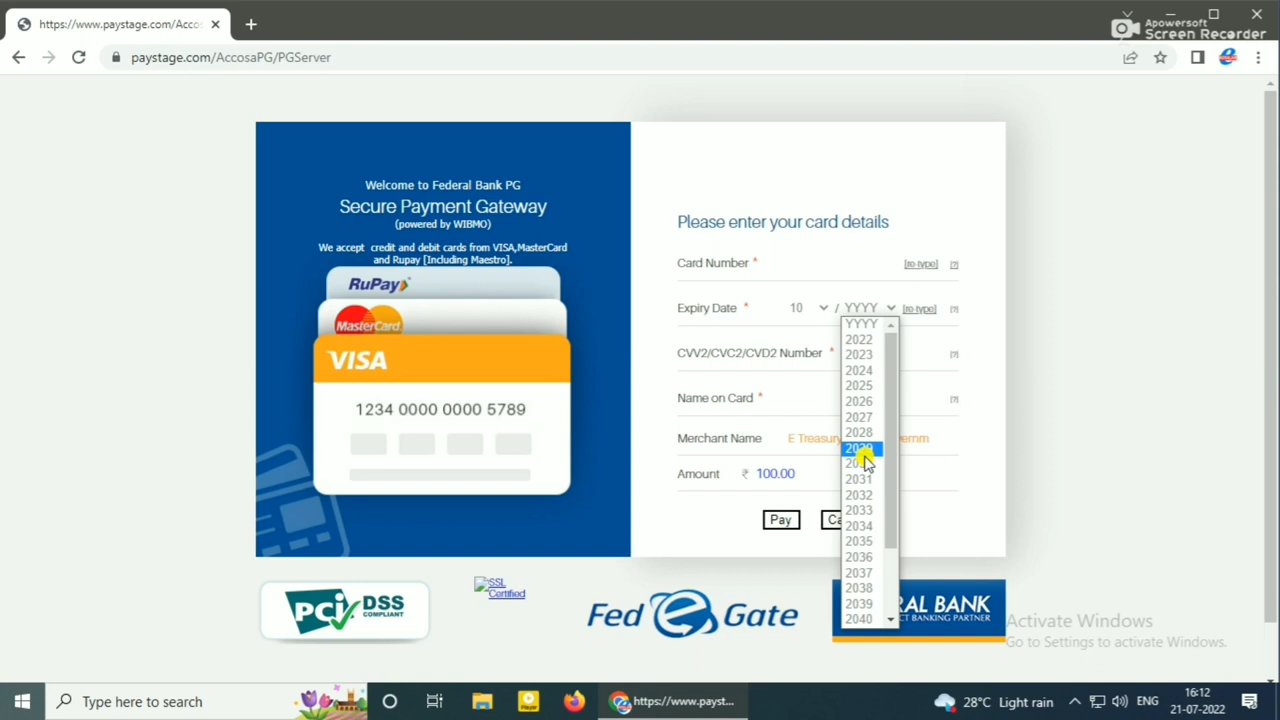 https://www.paystage.com/Acco
Apowersoft
Screen Recorder
paystage.com/AccosaPG/PGServer
Welcome to Federal Bank PG
Secure Payment Gateway
(powered by WIBMO)
We accept credit and debit cards from VISA,MasterCard
and Rupay [Including Maestro].
RuPay
MasterCard
VISA
1234 0000 0000 5789
Please enter your card details
Card Number * [re-type] [?]
Expiry Date * 10 / YYYY [re-type] [?]
YYYY
2022
2023
2024
2025
2026
2027
2028
2029
2031
2032
2033
2034
2035
2036
2037
2038
2039
2040
CVV2/CVC2/CVD2 Number * [?]
Name on Card * [?]
Merchant Name E Treasury
Amount ₹ 100.00
Pay
PCI DSS
COMPLIANT
SSL
Certified
Fed e Gate
RAL BANK
CT BANKING PARTNER
Activate Windows
Go to Settings to activate Windows.
Type here to search
Player
https://www.payst...
28°C Light rain
ENG
16:12
21-07-2022